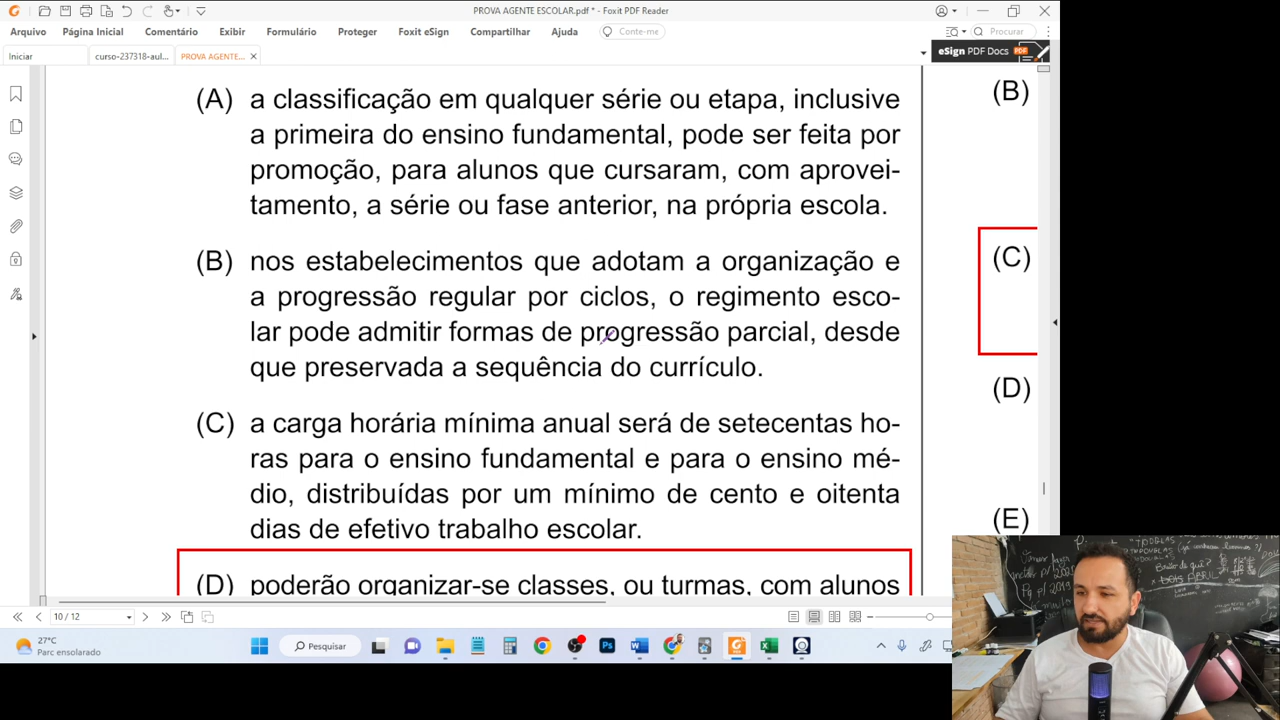 PROVA AGENTE ESCOLAR.pdf * - Foxit PDF Reader
Arquivo Página Inicial Comentário Exibir Formulário Proteger Foxit eSign Compartilhar Ajuda Conte-me Procurar
Iniciar curso-237318-aul... PROVA AGENTE... eSign PDF Docs PDF
(A) a classificação em qualquer série ou etapa, inclusive
a primeira do ensino fundamental, pode ser feita por
promoção, para alunos que cursaram, com aprovei-
tamento, a série ou fase anterior, na própria escola.
(B) nos estabelecimentos que adotam a organização e
a progressão regular por ciclos, o regimento esco-
lar pode admitir formas de progressão parcial, desde
que preservada a sequência do currículo.
(C) a carga horária mínima anual será de setecentas ho-
ras para o ensino fundamental e para o ensino mé-
dio, distribuídas por um mínimo de cento e oitenta
dias de efetivo trabalho escolar.
(D) poderão organizar-se classes, ou turmas, com alunos
(B)
(C)
(D)
(E)
10 / 12
27°C
Parc ensolarado
Pesquisar